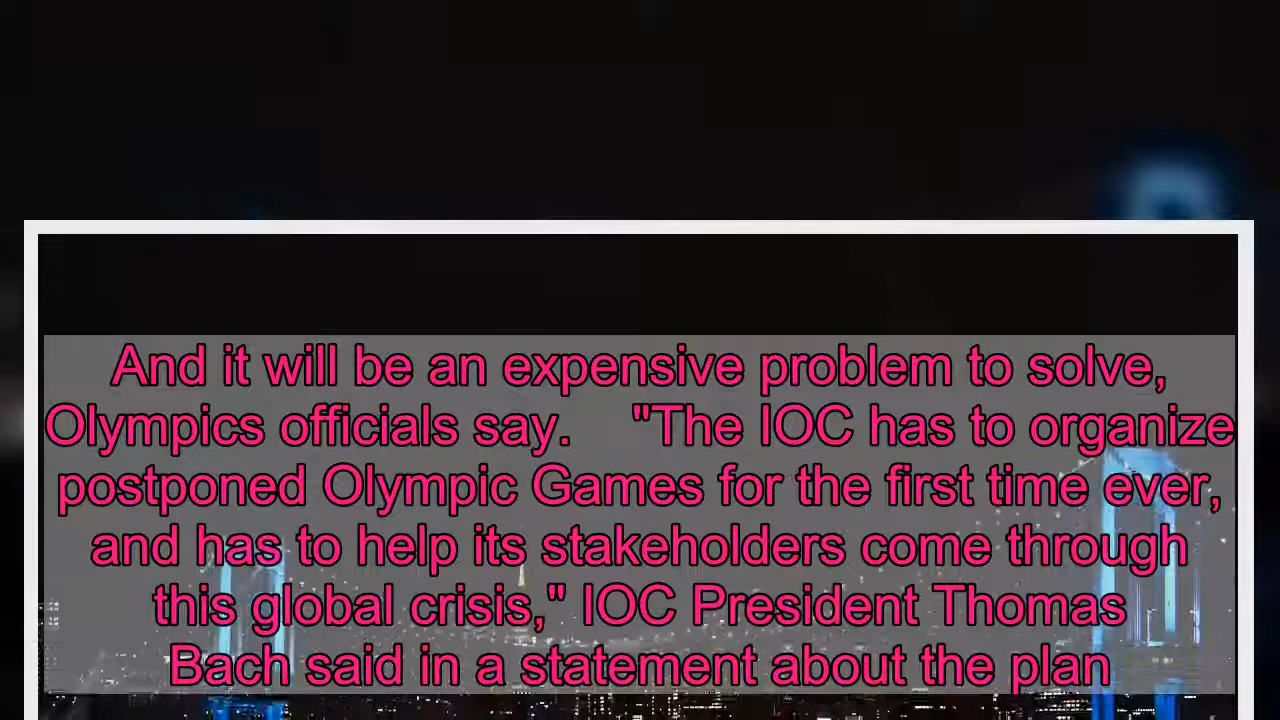 And it will be an expensive problem to solve,
Olympics officials say.    "The IOC has to organize
postponed Olympic Games for the first time ever,
and has to help its stakeholders come through
this global crisis," IOC President Thomas
Bach said in a statement about the plan